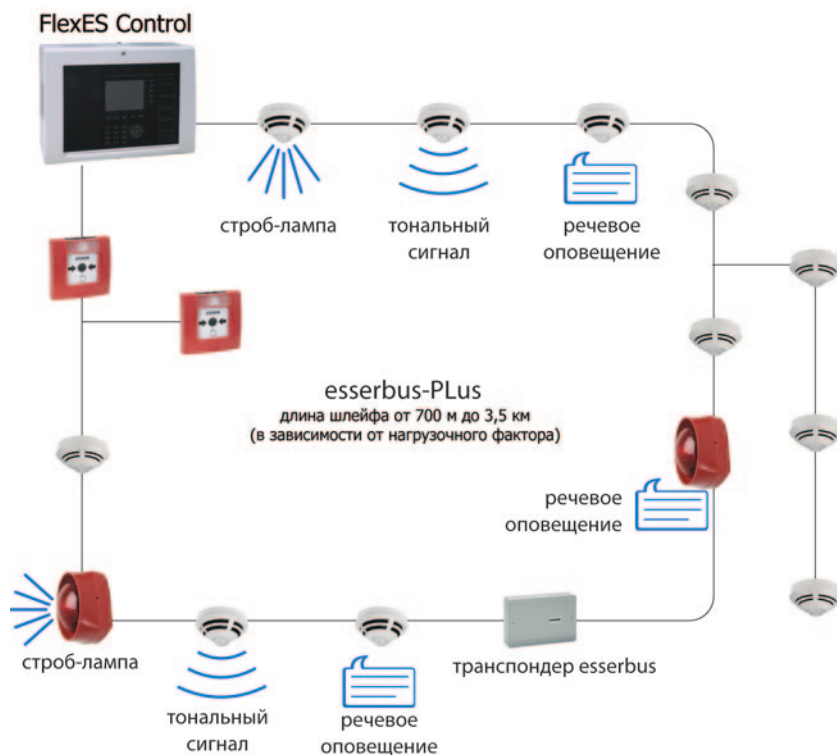 FlexES Control
строб-лампа
тональный
сигнал
речевое
оповещение
esserbus-PLus
длина шлейфа от 700 м до 3,5 км
(в зависимости от нагрузочного фактора)
речевое
оповещение
строб-лампа
тональный
сигнал
речевое
оповещение
транспондер esserbus